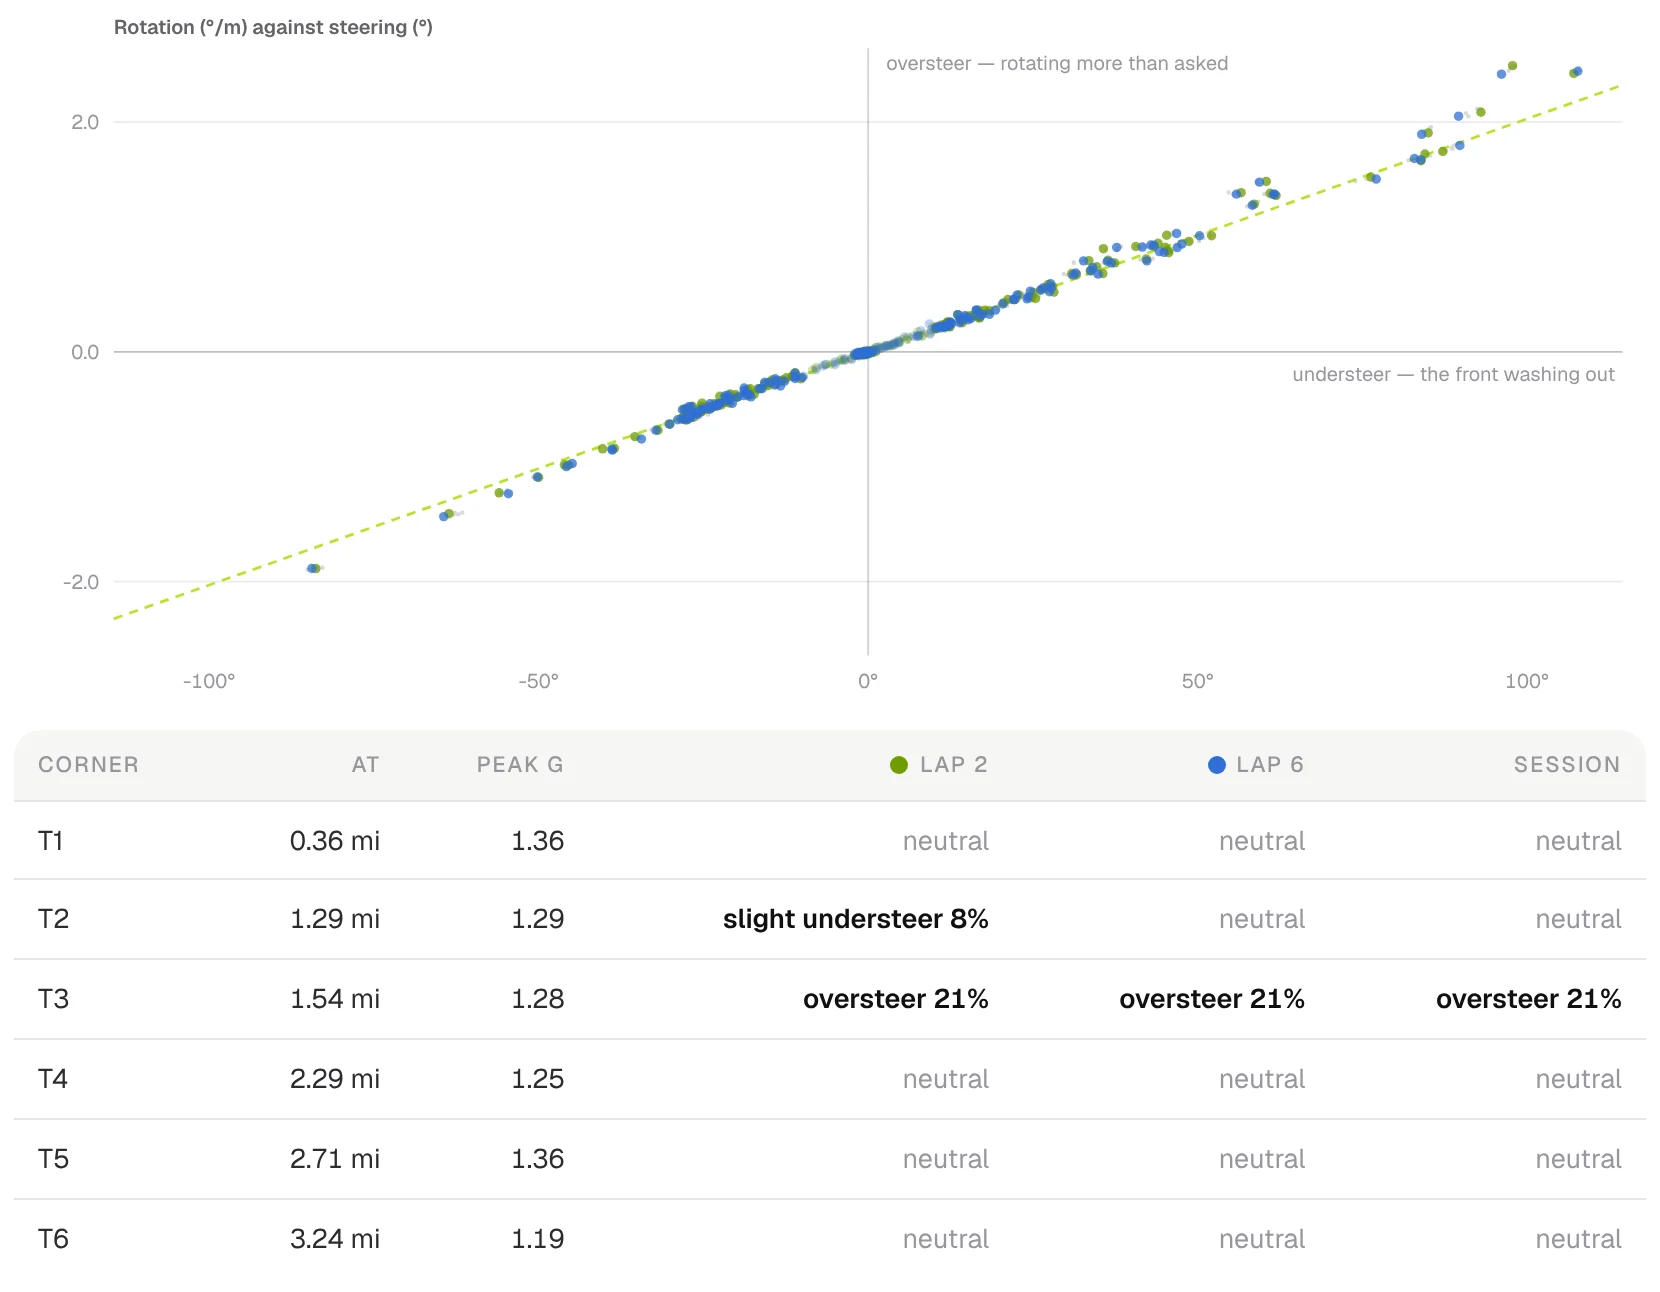 Rotation (°/m) against steering (°)
oversteer — rotating more than asked
2.0
0.0
understeer — the front washing out
-2.0
-100° -50° 0° 50° 100°
CORNER AT PEAK G LAP 2 LAP 6 SESSION
T1 0.36 mi 1.36 neutral neutral neutral
T2 1.29 mi 1.29 slight understeer 8% neutral neutral
T3 1.54 mi 1.28 oversteer 21% oversteer 21% oversteer 21%
T4 2.29 mi 1.25 neutral neutral neutral
T5 2.71 mi 1.36 neutral neutral neutral
T6 3.24 mi 1.19 neutral neutral neutral